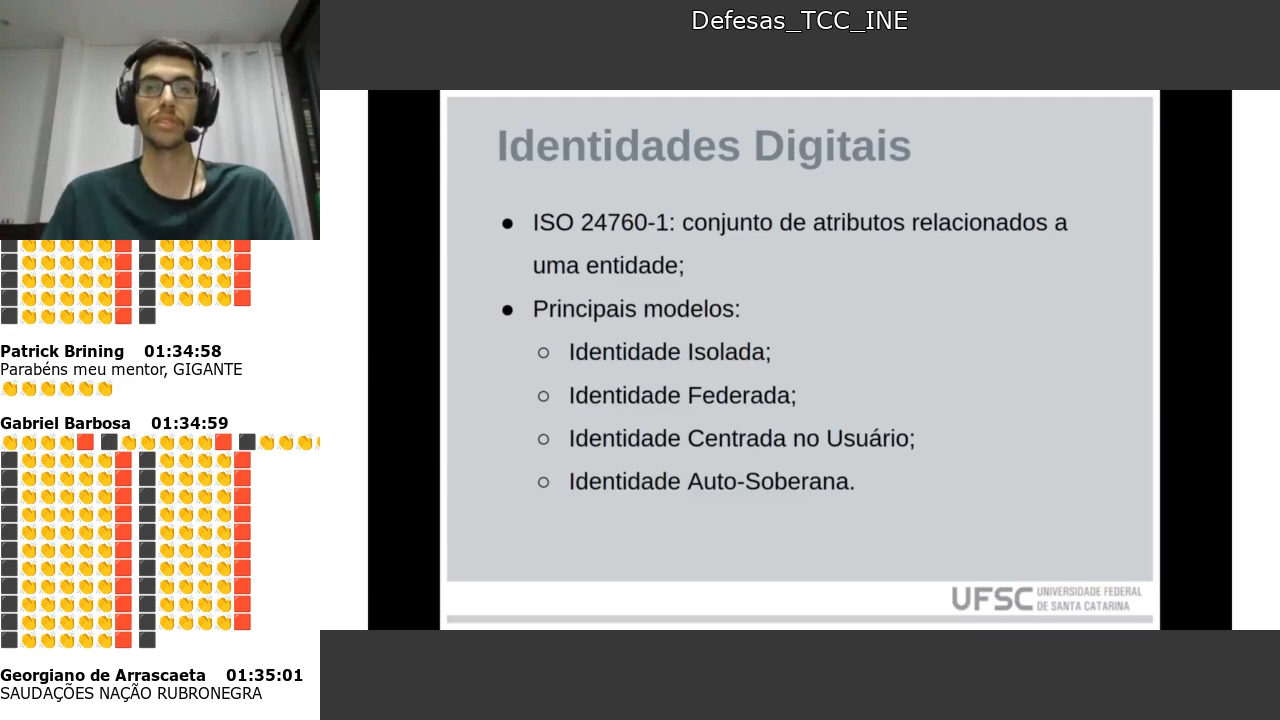 Defesas_TCC_INE
Identidades Digitais
● ISO 24760-1: conjunto de atributos relacionados a
uma entidade;
● Principais modelos:
○ Identidade Isolada;
○ Identidade Federada;
○ Identidade Centrada no Usuário;
○ Identidade Auto-Soberana.
UFSC UNIVERSIDADE FEDERAL
DE SANTA CATARINA
Patrick Brining 01:34:58
Parabéns meu mentor, GIGANTE
👏👏👏👏👏👏
Gabriel Barbosa 01:34:59
Georgiano de Arrascaeta 01:35:01
SAUDAÇÕES NAÇÃO RUBRONEGRA